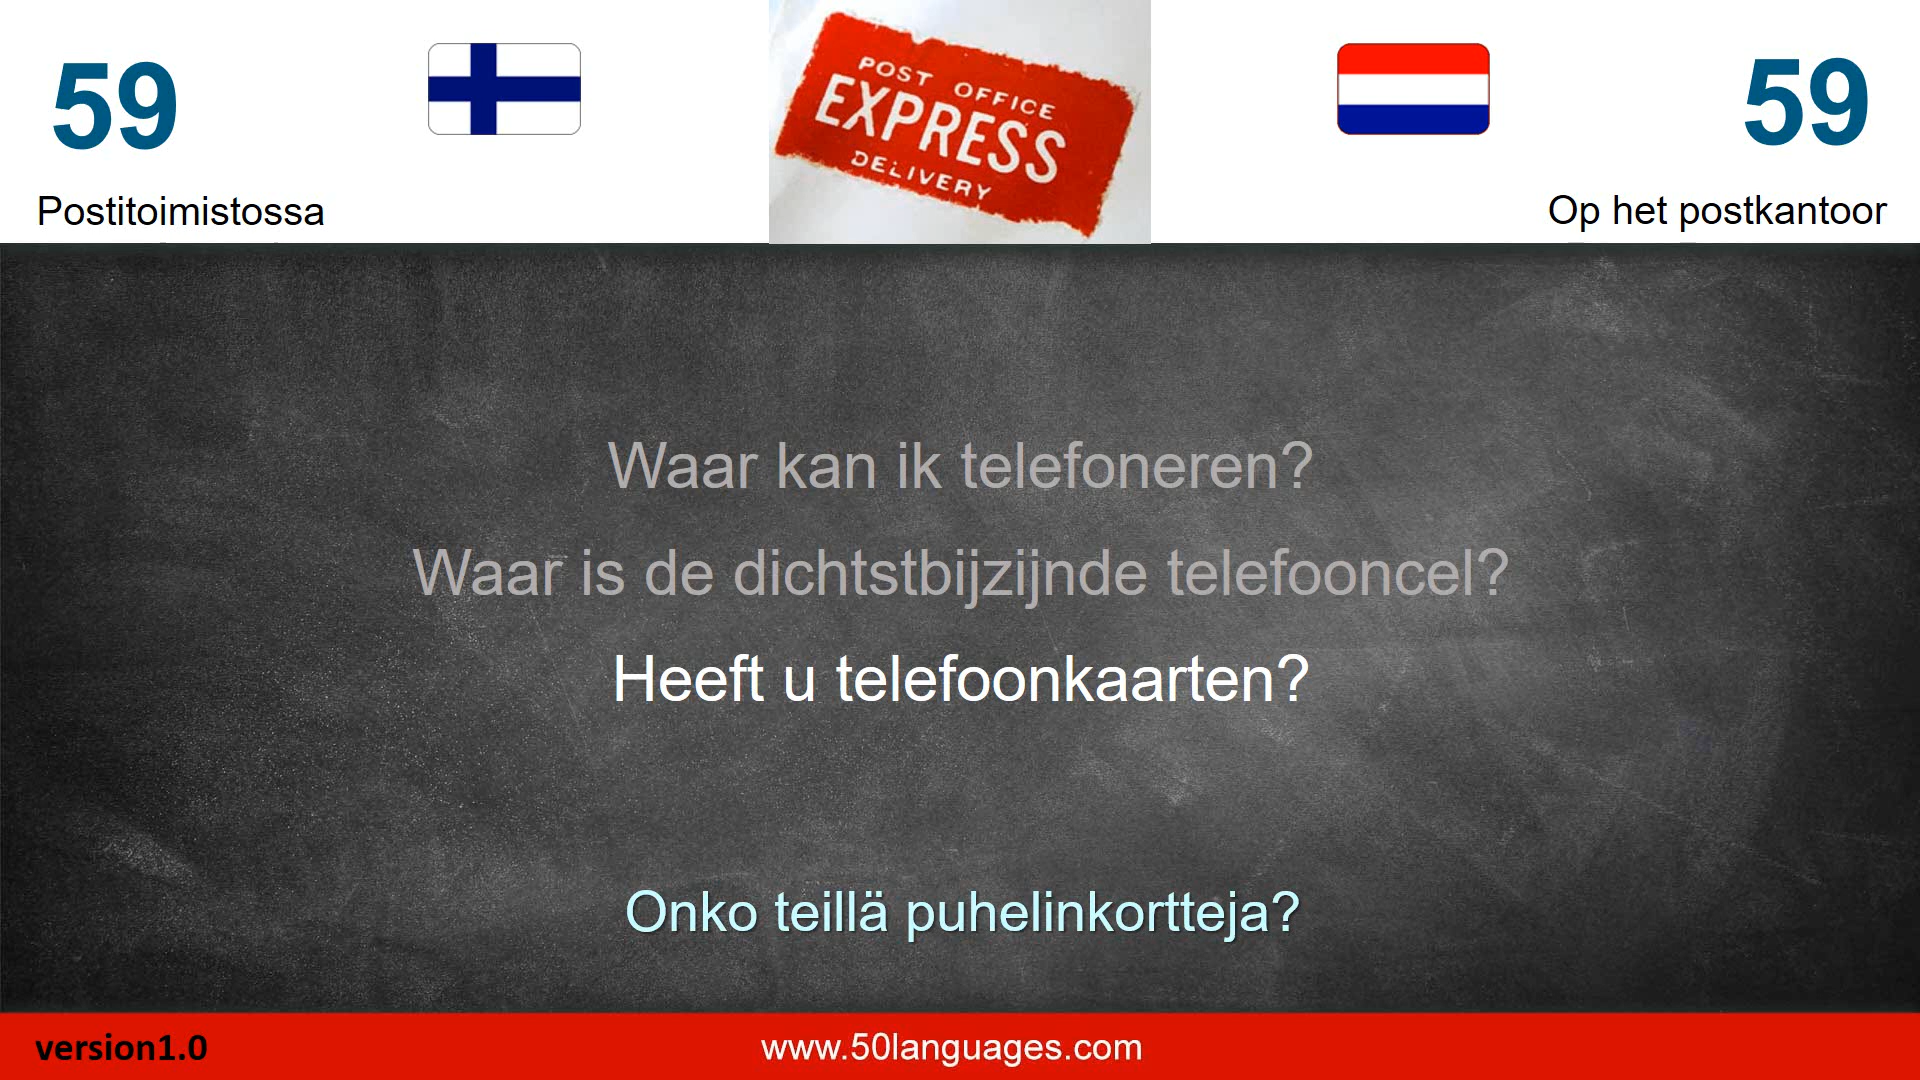 59
POST OFFICE
EXPRESS
DELIVERY
59
Postitoimistossa
Op het postkantoor
Waar kan ik telefoneren?
Waar is de dichtstbijzijnde telefooncel?
Heeft u telefoonkaarten?
Onko teillä puhelinkortteja?
version1.0
www.50languages.com